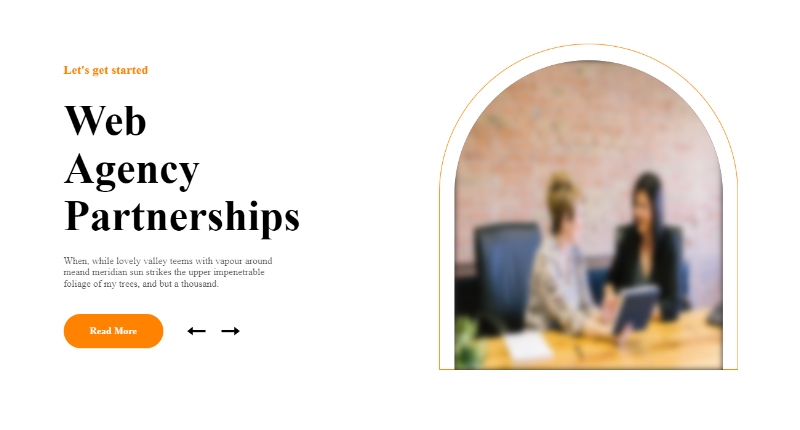 Let's get started
Web
Agency
Partnerships
When, while lovely valley teems with vapour around
meand meridian sun strikes the upper impenetrable
foliage of my trees, and but a thousand.
Read More